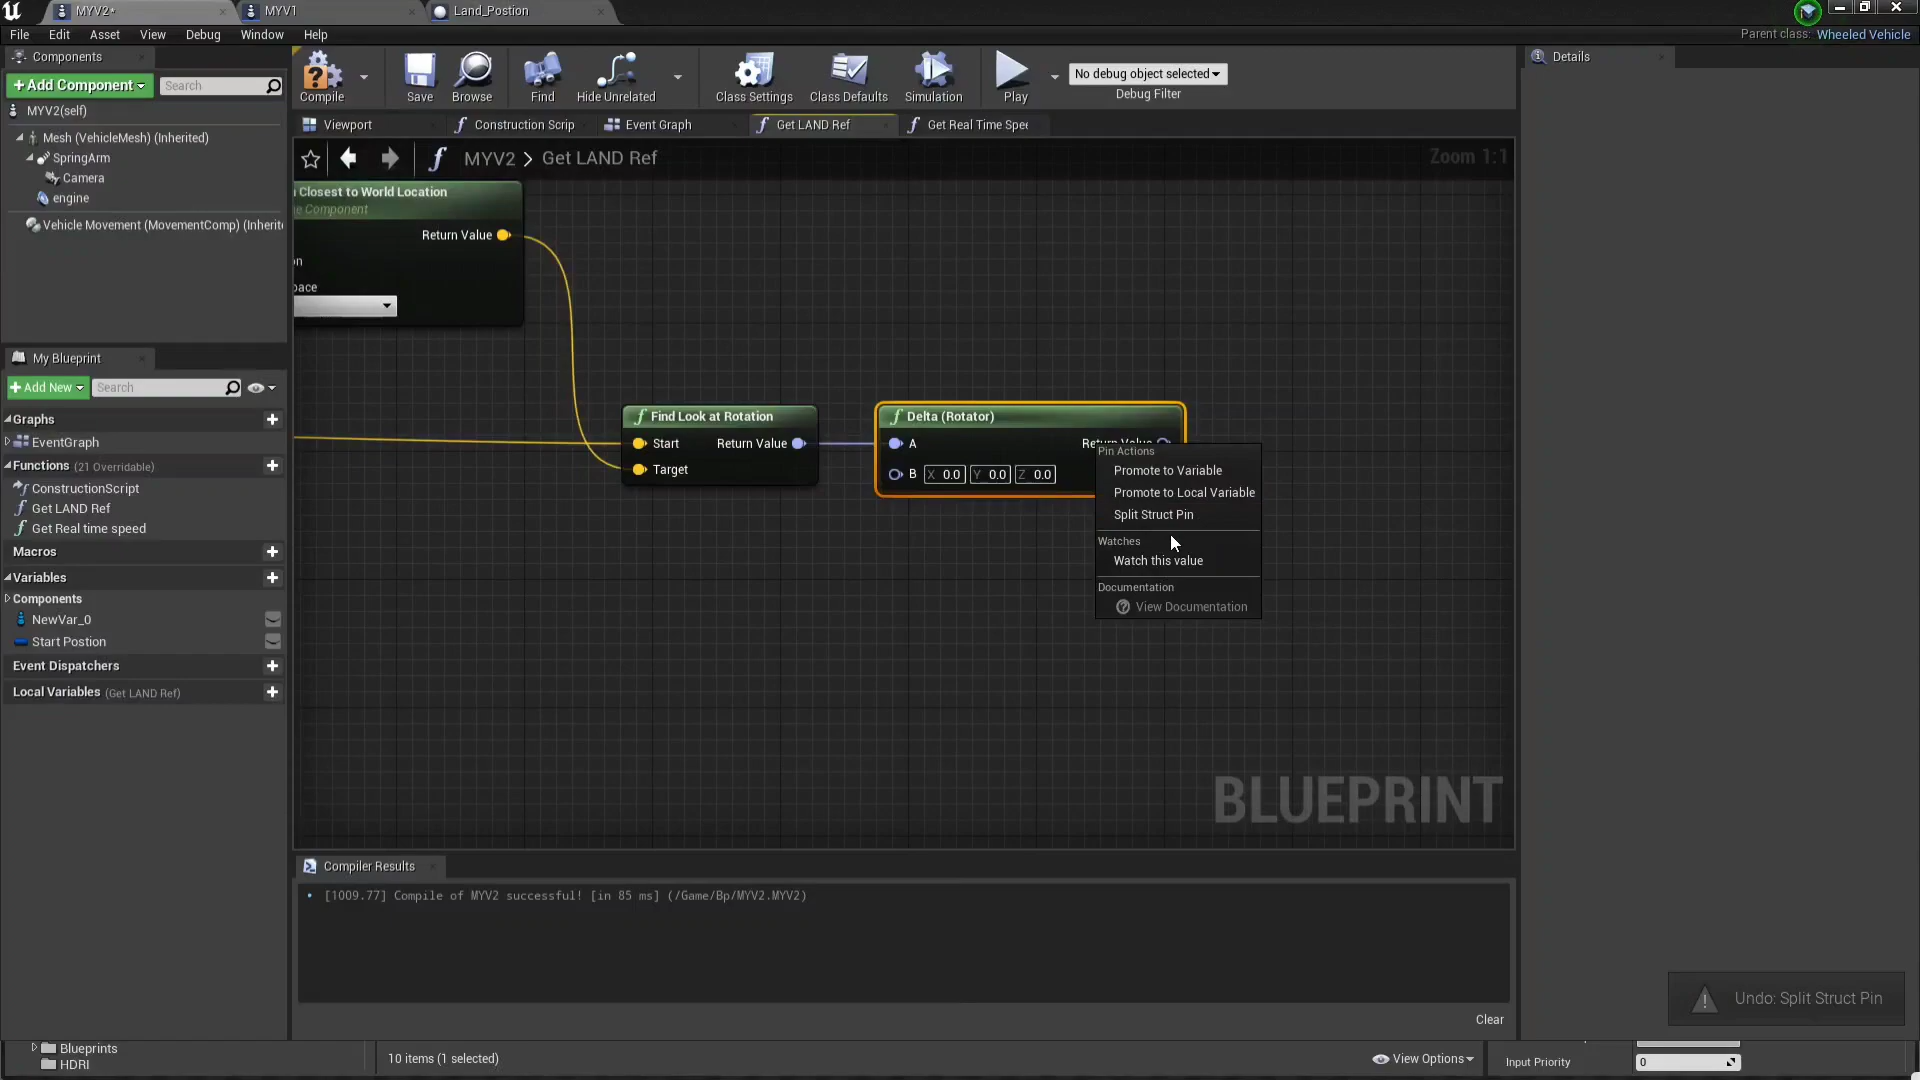 MYV2*
MYV1
Land_Postion
File Edit Asset View Debug Window Help
Parent class: Wheeled Vehicle
Components
+Add Component
Search
MYV2(self)
Mesh (VehicleMesh) (Inherited)
SpringArm
Camera
engine
Vehicle Movement (MovementComp) (Inherit
Compile
Save
Browse
Find
Hide Unrelated
Class Settings
Class Defaults
Simulation
Play
No debug object selected
Debug Filter
Details
Viewport
Construction Scrip
Event Graph
Get LAND Ref
Get Real Time Spee
MYV2 > Get LAND Ref
Zoom 1:1
Closest to World Location
e Component
Return Value
on
pace
Find Look at Rotation
Start Return Value
Target
Delta (Rotator)
A Return Value
B X 0.0 Y 0.0 Z 0.0
Pin Actions
Promote to Variable
Promote to Local Variable
Split Struct Pin
Watches
Watch this value
Documentation
View Documentation
BLUEPRINT
My Blueprint
+Add New
Search
Graphs
EventGraph
Functions (21 Overridable)
ConstructionScript
Get LAND Ref
Get Real time speed
Macros
Variables
Components
NewVar_0
Start Postion
Event Dispatchers
Local Variables (Get LAND Ref)
Compiler Results
[1009.77] Compile of MYV2 successful! [in 85 ms] (/Game/Bp/MYV2.MYV2)
Clear
Undo: Split Struct Pin
Blueprints
HDRI
10 items (1 selected)
View Options
Input Priority
0